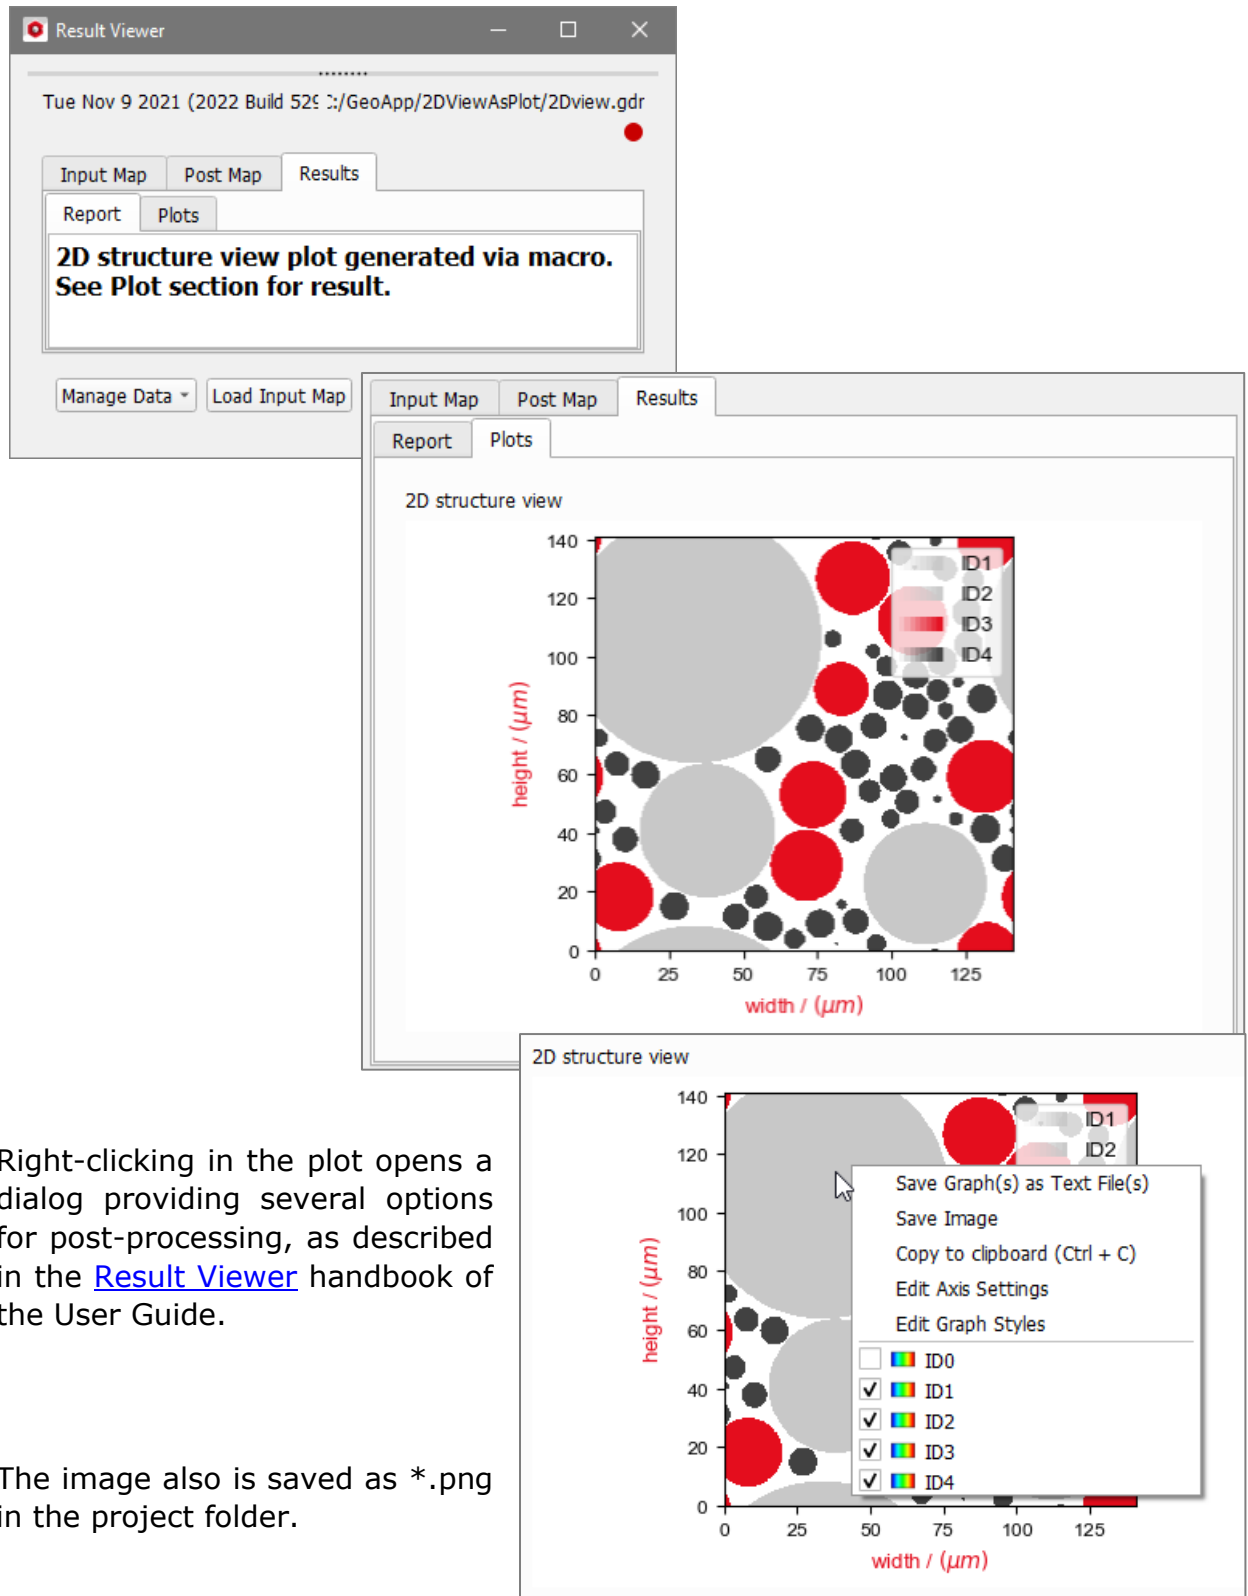 Result Viewer
Tue Nov 9 2021 (2022 Build 529 C:/GeoApp/2DViewAsPlot/2Dview.gdr
Input Map Post Map Results
Report Plots
2D structure view plot generated via macro.
See Plot section for result.
Manage Data Load Input Map
Input Map Post Map Results
Report Plots
2D structure view
140
120
100
80
60
40
20
0
height / (μm)
ID1
ID2
ID3
ID4
0 25 50 75 100 125
width / (μm)
2D structure view
140
120
100
80
60
40
20
0
height / (μm)
ID1
ID2
Save Graph(s) as Text File(s)
Save Image
Copy to clipboard (Ctrl + C)
Edit Axis Settings
Edit Graph Styles
ID0
ID1
ID2
ID3
ID4
0 25 50 75 100 125
width / (μm)
Right-clicking in the plot opens a
dialog providing several options
for post-processing, as described
in the Result Viewer handbook of
the User Guide.
The image also is saved as *.png
in the project folder.